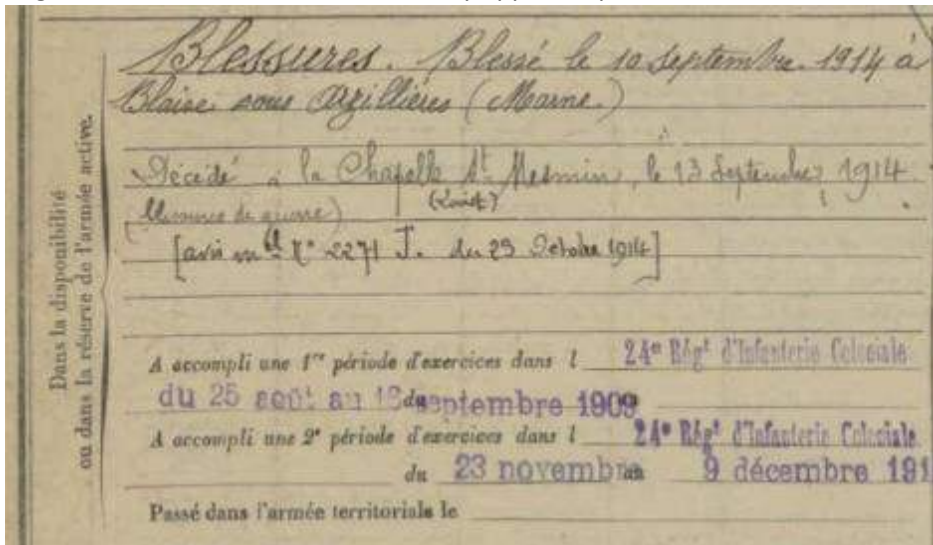 Blessures. Blessé le 10 septembre 1914 à
Blaise sous Arzillières (Marne.)
Décédé à la Chapelle St Mesmin, le 13 Septembre 1914.
(blessures de guerre) (Loiret)
[avis mel N° 2271 J. du 23 Octobre 1914]
Dans la disponibilité
ou dans la réserve de l'armée active.
A accompli une 1re période d'exercices dans l 24e Régt d'Infanterie Coloniale
du 25 août au septembre 1909
A accompli une 2e période d'exercices dans l 24e Régt d'Infanterie Coloniale
du 23 novembre au 9 décembre 191
Passé dans l'armée territoriale le